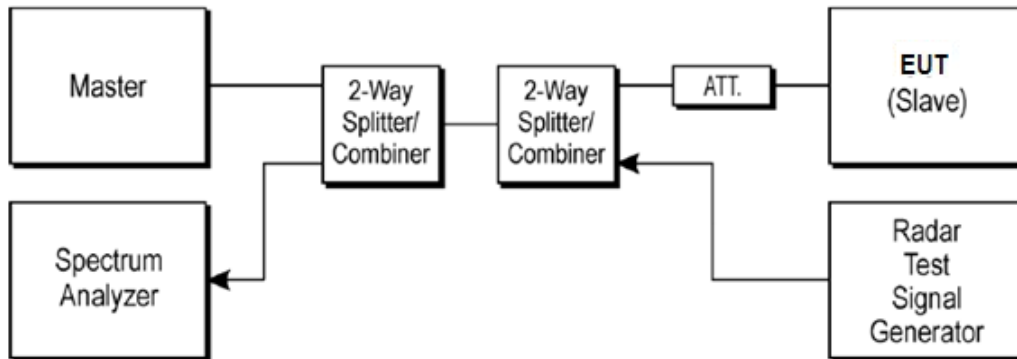 Master
2-Way
Splitter/
Combiner
2-Way
Splitter/
Combiner
ATT.
EUT
(Slave)
Spectrum
Analyzer
Radar
Test
Signal
Generator